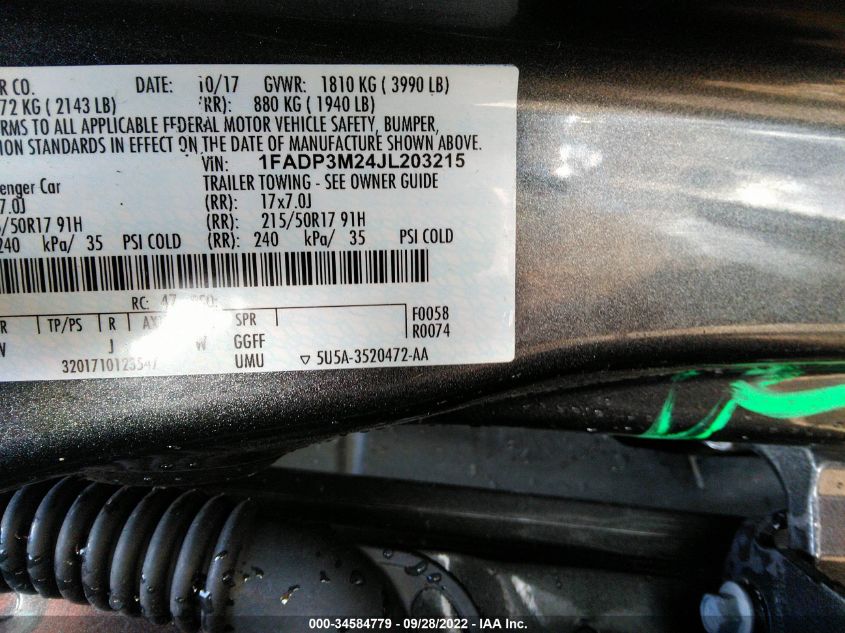 R CO. DATE: 10/17 GVWR: 1810 KG ( 3990 LB)
72 KG ( 2143 LB) RR): 880 KG ( 1940 LB)
RMS TO ALL APPLICABLE FEDERAL MOTOR VEHICLE SAFETY, BUMPER,
ION STANDARDS IN EFFECT ON THE DATE OF MANUFACTURE SHOWN ABOVE.
VIN: 1FADP3M24JL203215
enger Car TRAILER TOWING - SEE OWNER GUIDE
7.0J (RR): 17x7.0J
/50R17 91H (RR): 215/50R17 91H
240 kPa/ 35 PSI COLD (RR): 240 kPa/ 35 PSI COLD
RC: 47
R TP/PS R AX SPR F0058
R0074
W J W GGFF
UMU
5U5A-3520472-AA
000-34584779 - 09/28/2022 - IAA Inc.